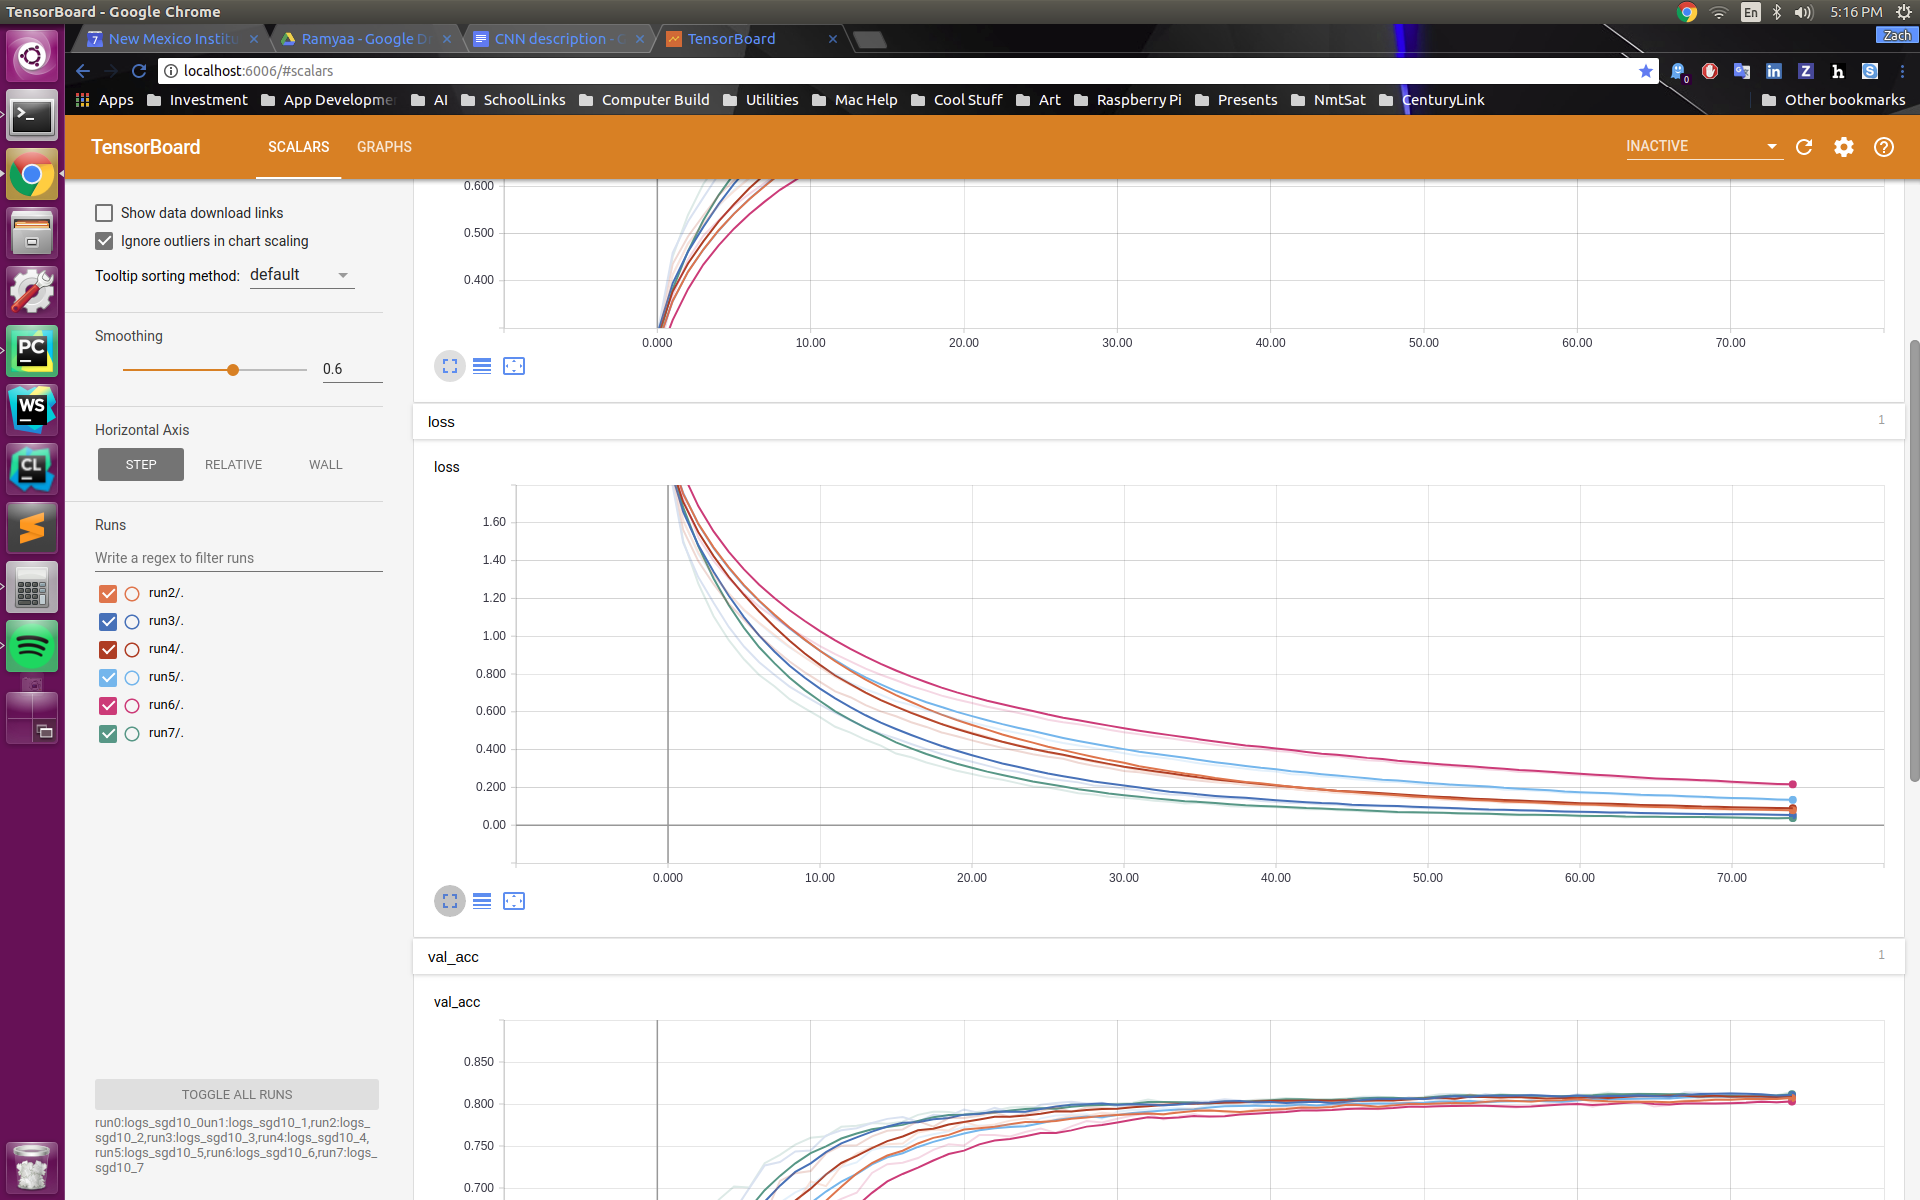 TensorBoard - Google Chrome
En
5:16 PM
7 New Mexico Institu
Ramyaa - Google D
CNN description - G
TensorBoard
Zach
localhost:6006/#scalars
0
Apps
Investment
App Developme
AI
SchoolLinks
Computer Build
Utilities
Mac Help
Cool Stuff
Art
Raspberry Pi
Presents
NmtSat
CenturyLink
Other bookmarks
TensorBoard
SCALARS
GRAPHS
INACTIVE
Show data download links
Ignore outliers in chart scaling
Tooltip sorting method: default
Smoothing
0.6
Horizontal Axis
STEP
RELATIVE
WALL
Runs
Write a regex to filter runs
run2/.
run3/.
run4/.
run5/.
run6/.
run7/.
TOGGLE ALL RUNS
run0:logs_sgd10_0un1:logs_sgd10_1,run2:logs_
sgd10_2,run3:logs_sgd10_3,run4:logs_sgd10_4,
run5:logs_sgd10_5,run6:logs_sgd10_6,run7:logs_
sgd10_7
0.600
0.500
0.400
0.000 10.00 20.00 30.00 40.00 50.00 60.00 70.00
loss
1
loss
1.60
1.40
1.20
1.00
0.800
0.600
0.400
0.200
0.00
0.000 10.00 20.00 30.00 40.00 50.00 60.00 70.00
val_acc
1
val_acc
0.850
0.800
0.750
0.700
PC
WS
CL